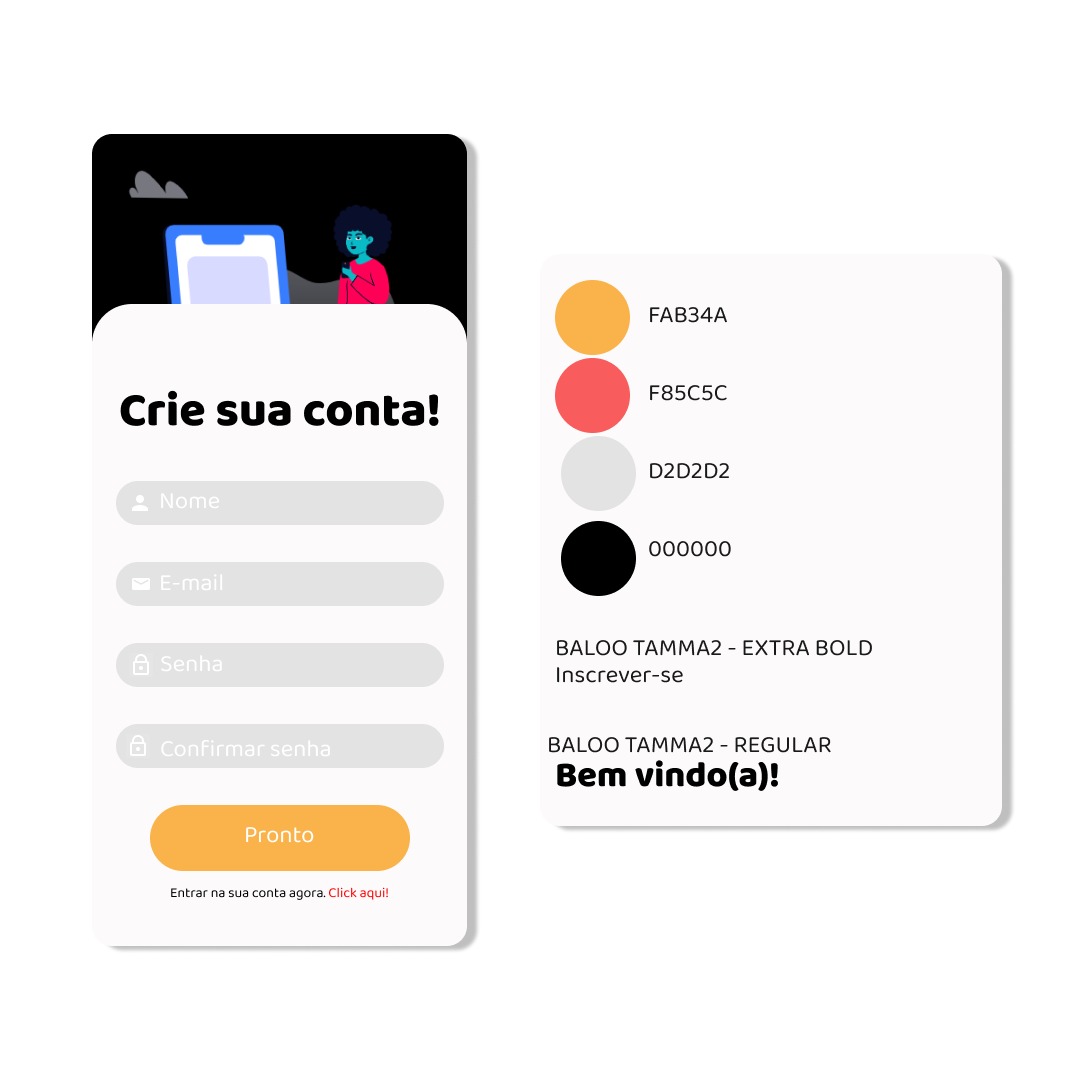 Crie sua conta!
Nome
E-mail
Senha
Confirmar senha
Pronto
Entrar na sua conta agora. Click aqui!
FAB34A
F85C5C
D2D2D2
000000
BALOO TAMMA2 - EXTRA BOLD
Inscrever-se
BALOO TAMMA2 - REGULAR
Bem vindo(a)!